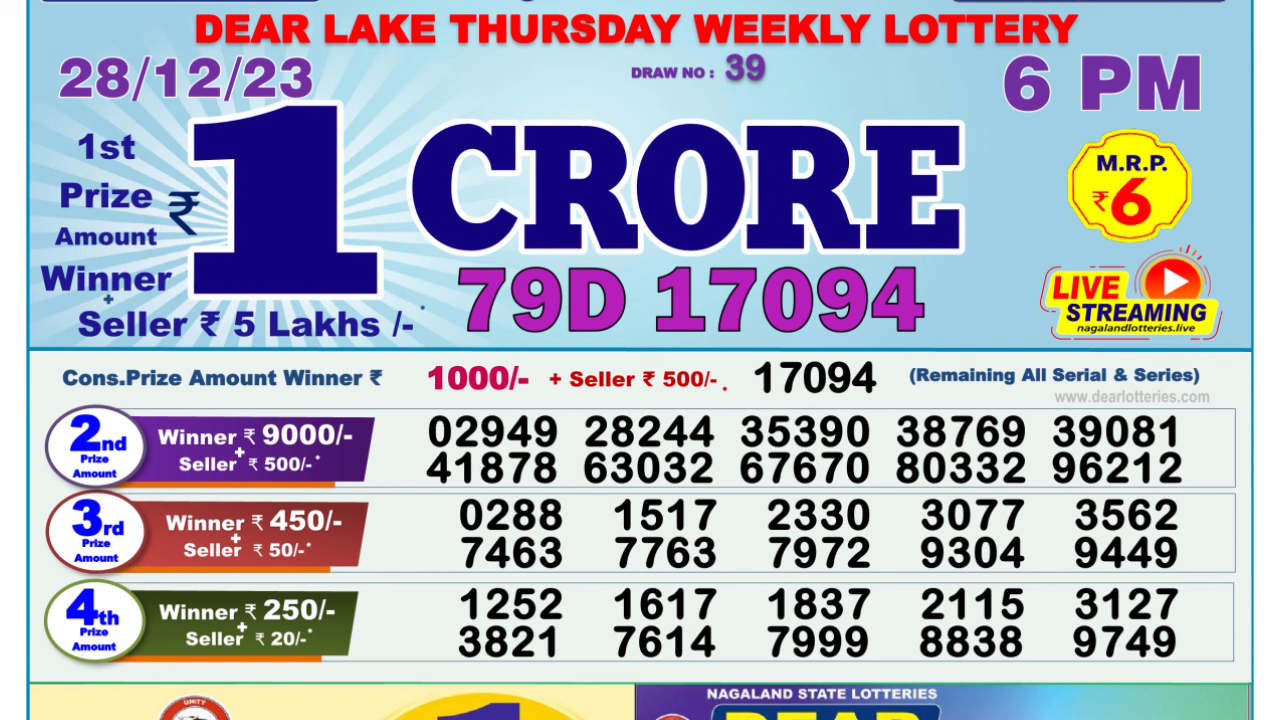 DEAR LAKE THURSDAY WEEKLY LOTTERY
28/12/23
DRAW NO : 39
6 PM
1st
Prize
Amount
Winner
+
Seller ₹ 5 Lakhs /- *
₹ 1 CRORE
79D 17094
M.R.P.
₹6
LIVE
STREAMING
nagalandlotteries.live
Cons.Prize Amount Winner ₹ 1000/- + Seller ₹ 500/- . 17094 (Remaining All Serial & Series)
www.dearlotteries.com
2nd
Prize
Amount
Winner ₹ 9000/-
+
Seller ₹ 500/- *
02949 28244 35390 38769 39081
41878 63032 67670 80332 96212
3rd
Prize
Amount
Winner ₹ 450/-
+
Seller ₹ 50/- *
0288 1517 2330 3077 3562
7463 7763 7972 9304 9449
4th
Prize
Amount
Winner ₹ 250/-
+
Seller ₹ 20/- *
1252 1617 1837 2115 3127
3821 7614 7999 8838 9749
UNITY
1
NAGALAND STATE LOTTERIES
DEAR